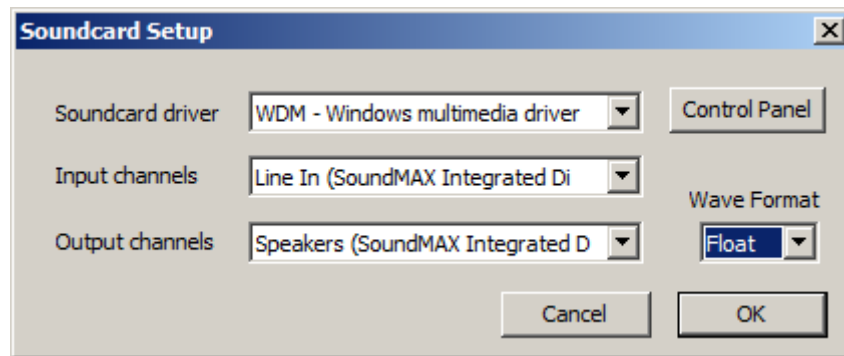 Soundcard Setup
Soundcard driver WDM - Windows multimedia driver Control Panel
Input channels Line In (SoundMAX Integrated Di
Wave Format
Output channels Speakers (SoundMAX Integrated D Float
Cancel OK